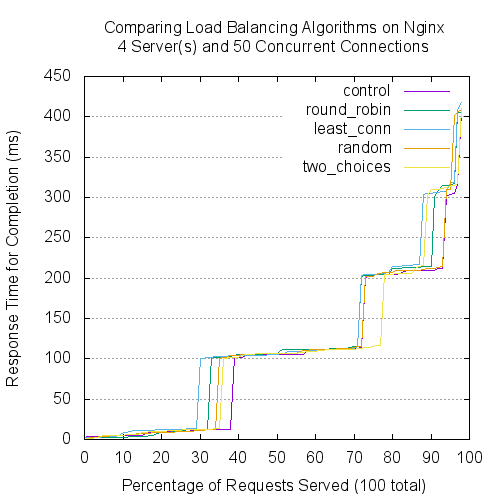 Comparing Load Balancing Algorithms on Nginx
4 Server(s) and 50 Concurrent Connections
control
round_robin
least_conn
random
two_choices
Response Time for Completion (ms)
450
400
350
300
250
200
150
100
50
0
0 10 20 30 40 50 60 70 80 90 100
Percentage of Requests Served (100 total)